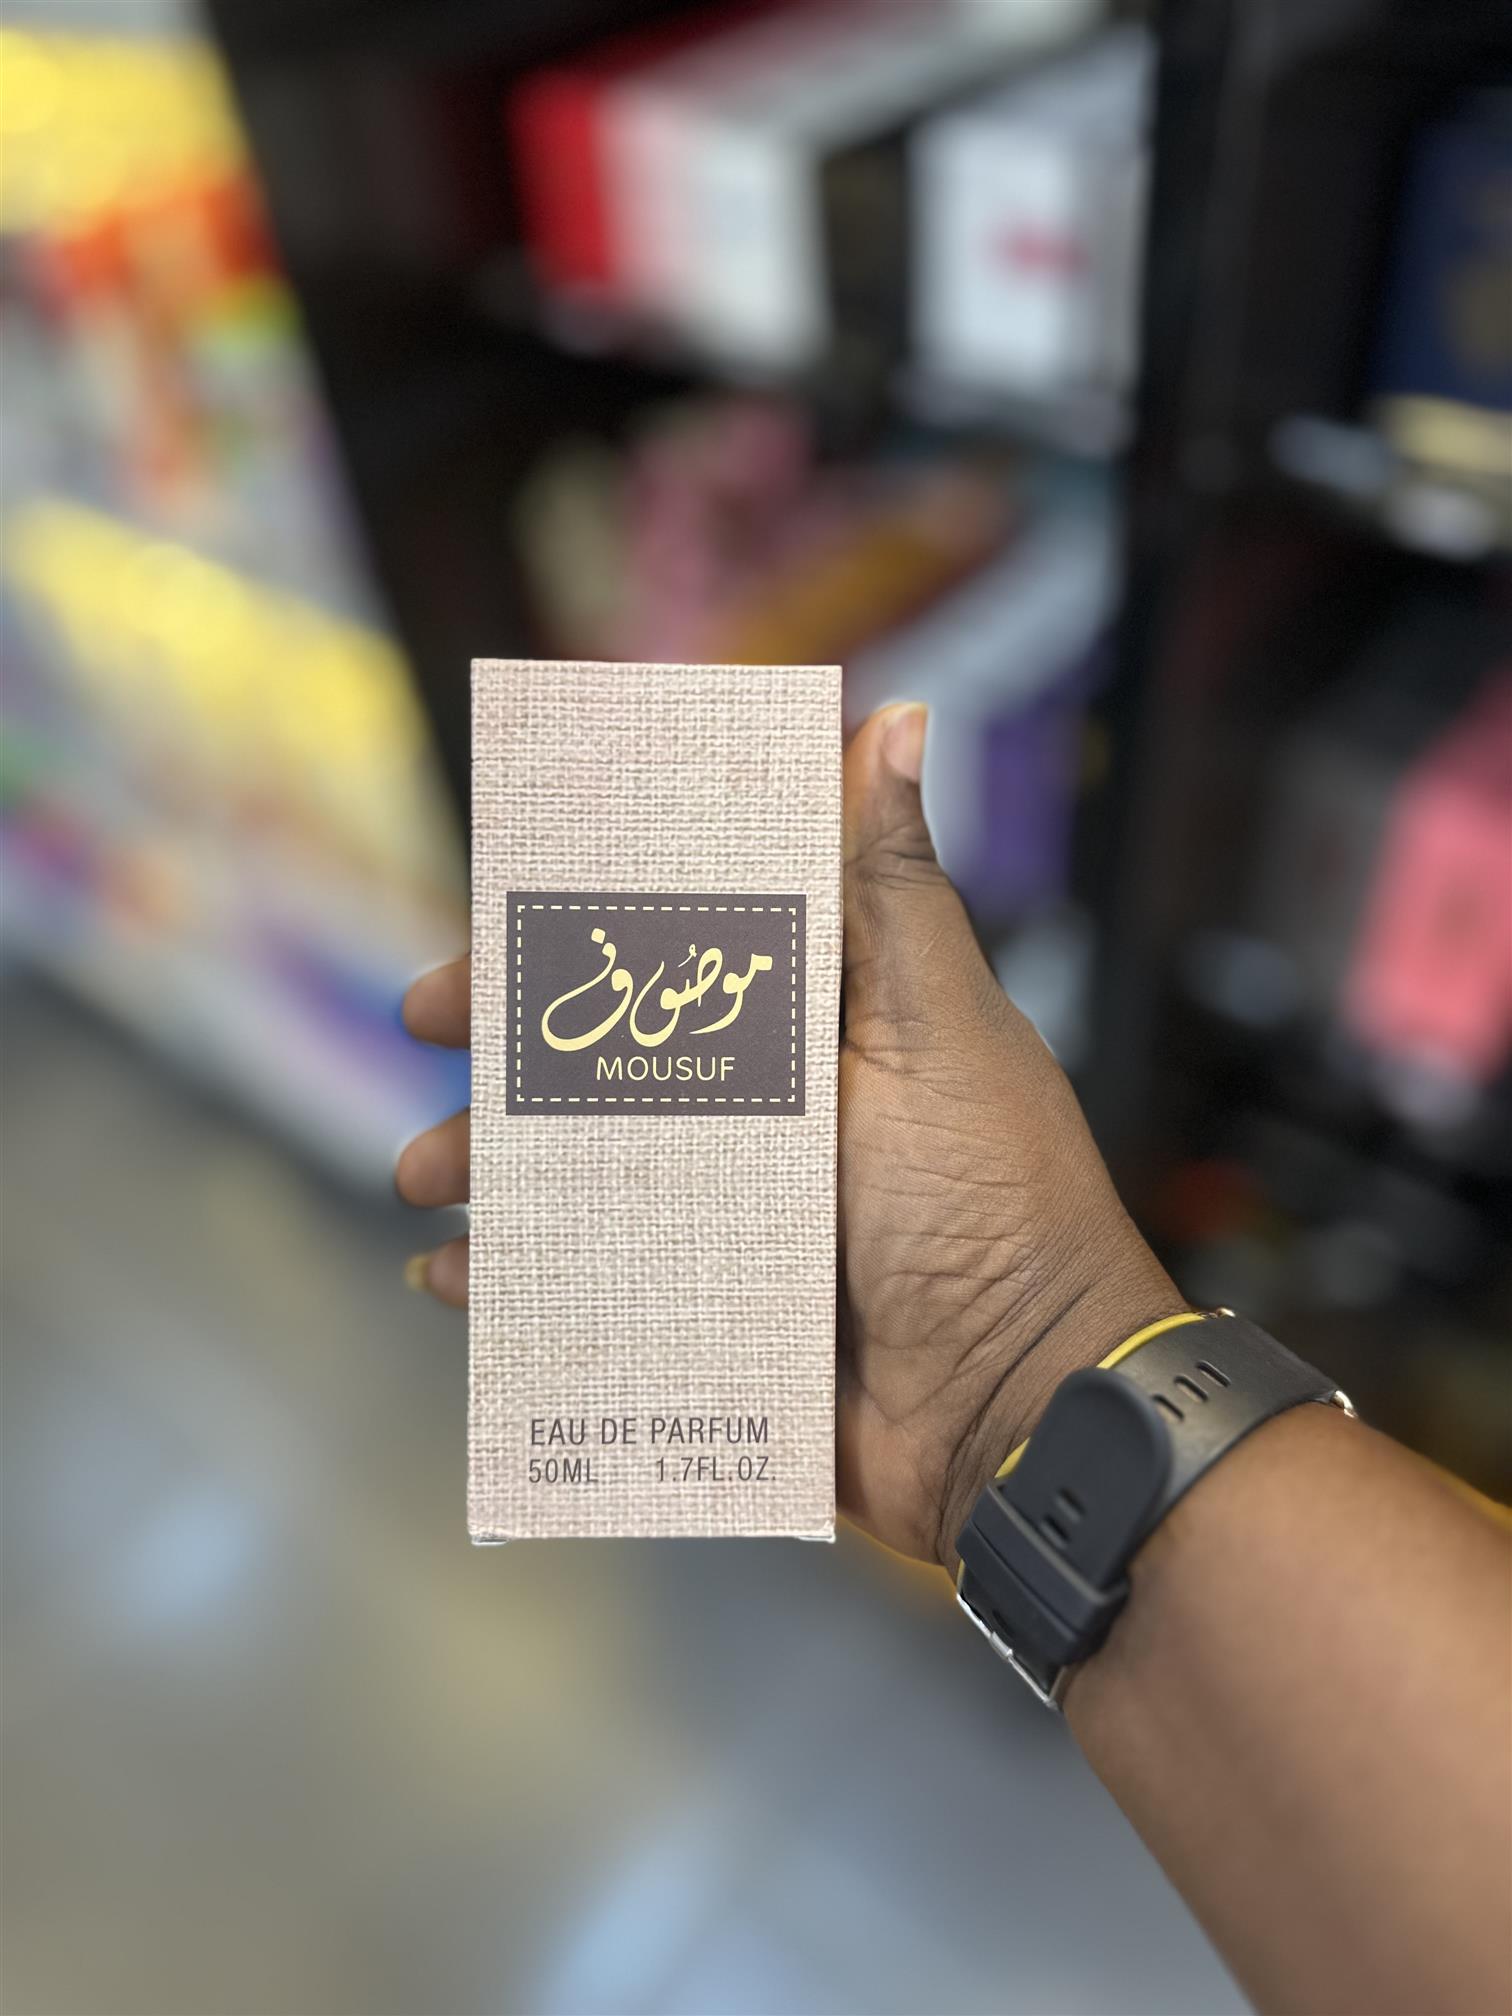 موصوف
MOUSUF
EAU DE PARFUM
50ML 1.7FL.OZ.